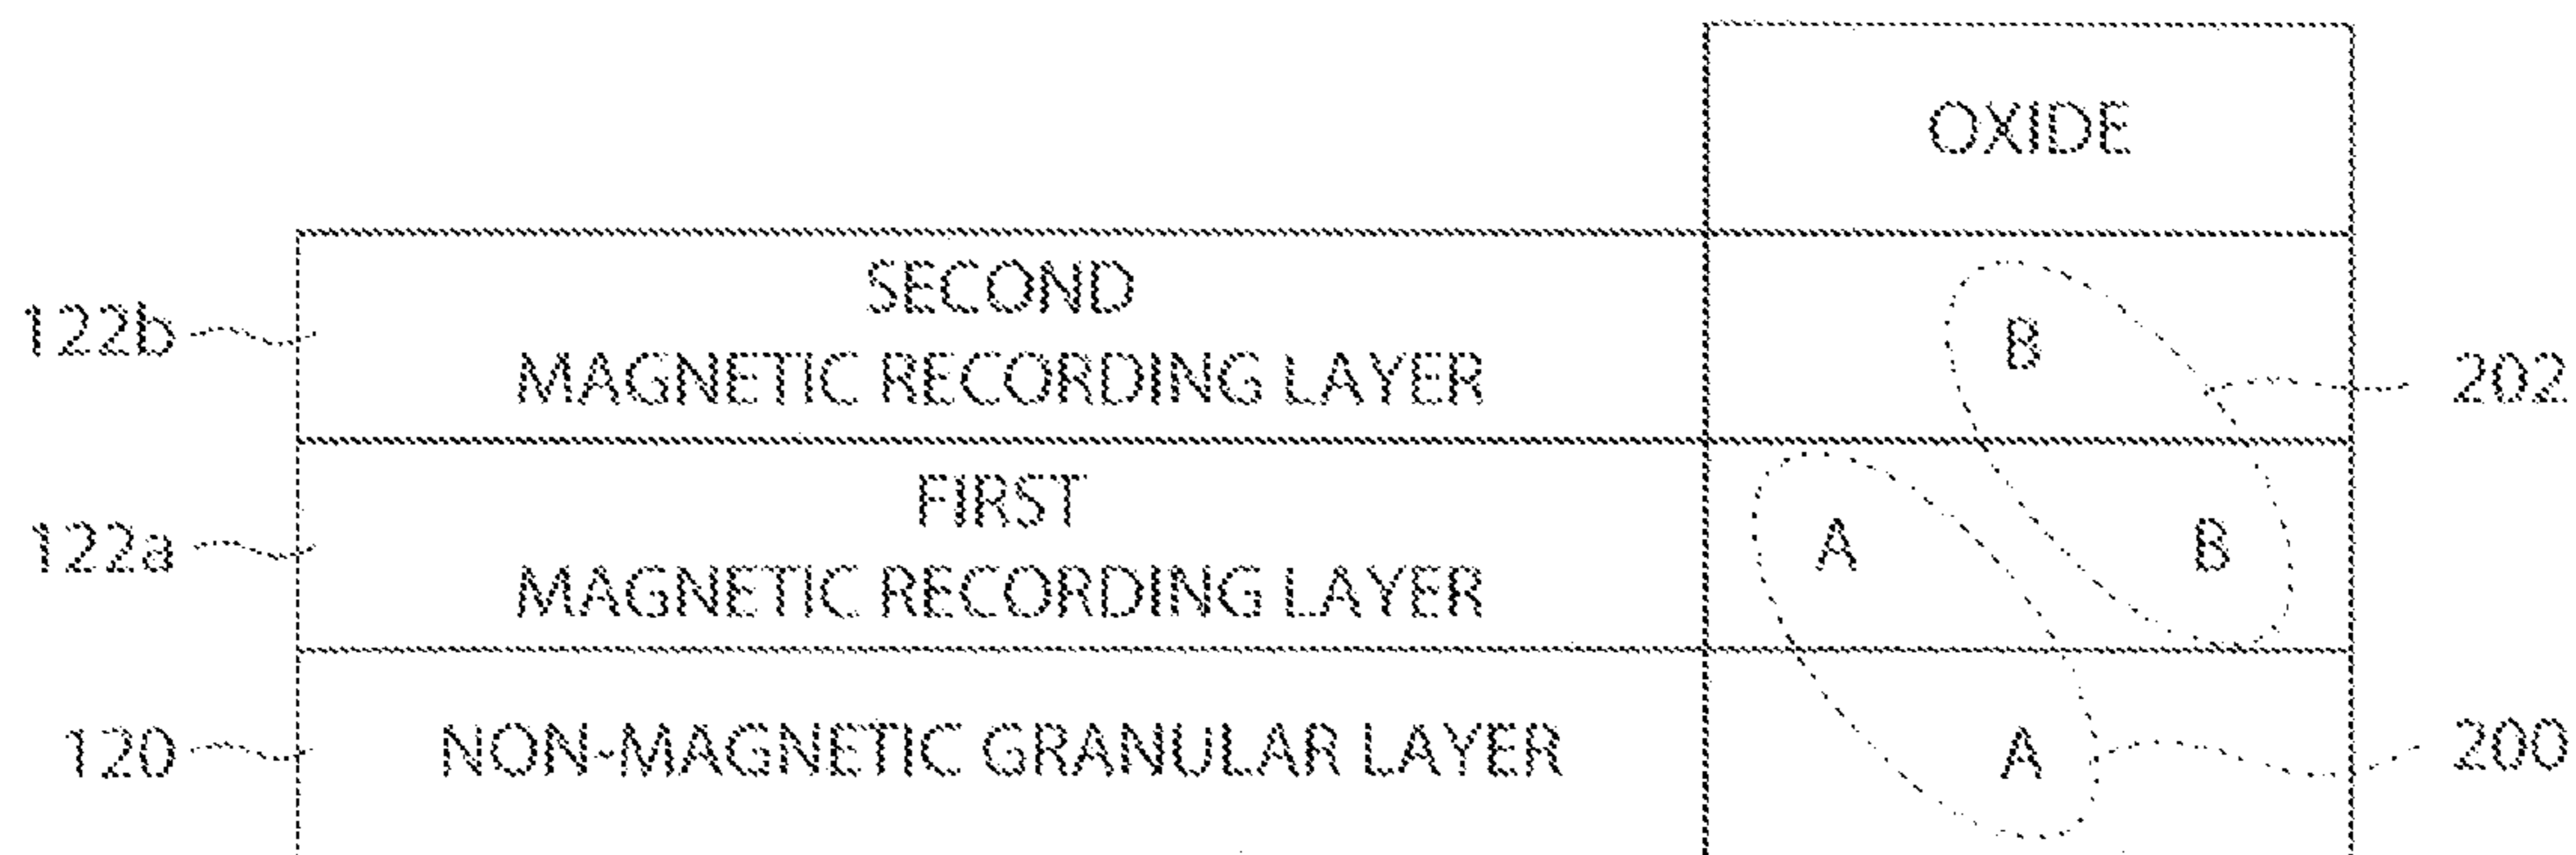 OXIDE
122b
SECOND
MAGNETIC RECORDING LAYER
B
202
122a
FIRST
MAGNETIC RECORDING LAYER
A
B
120
NON-MAGNETIC GRANULAR LAYER
A
200